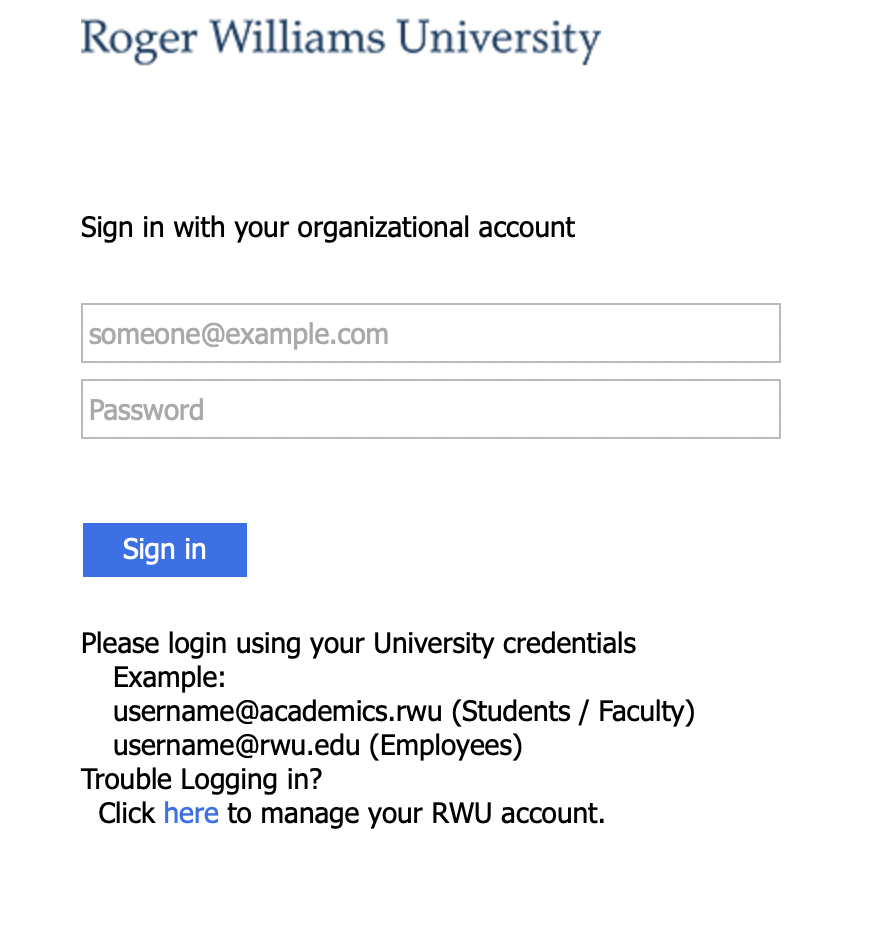 Roger Williams University
Sign in with your organizational account
someone@example.com
Password
Sign in
Please login using your University credentials
Example:
username@academics.rwu (Students / Faculty)
username@rwu.edu (Employees)
Trouble Logging in?
Click here to manage your RWU account.